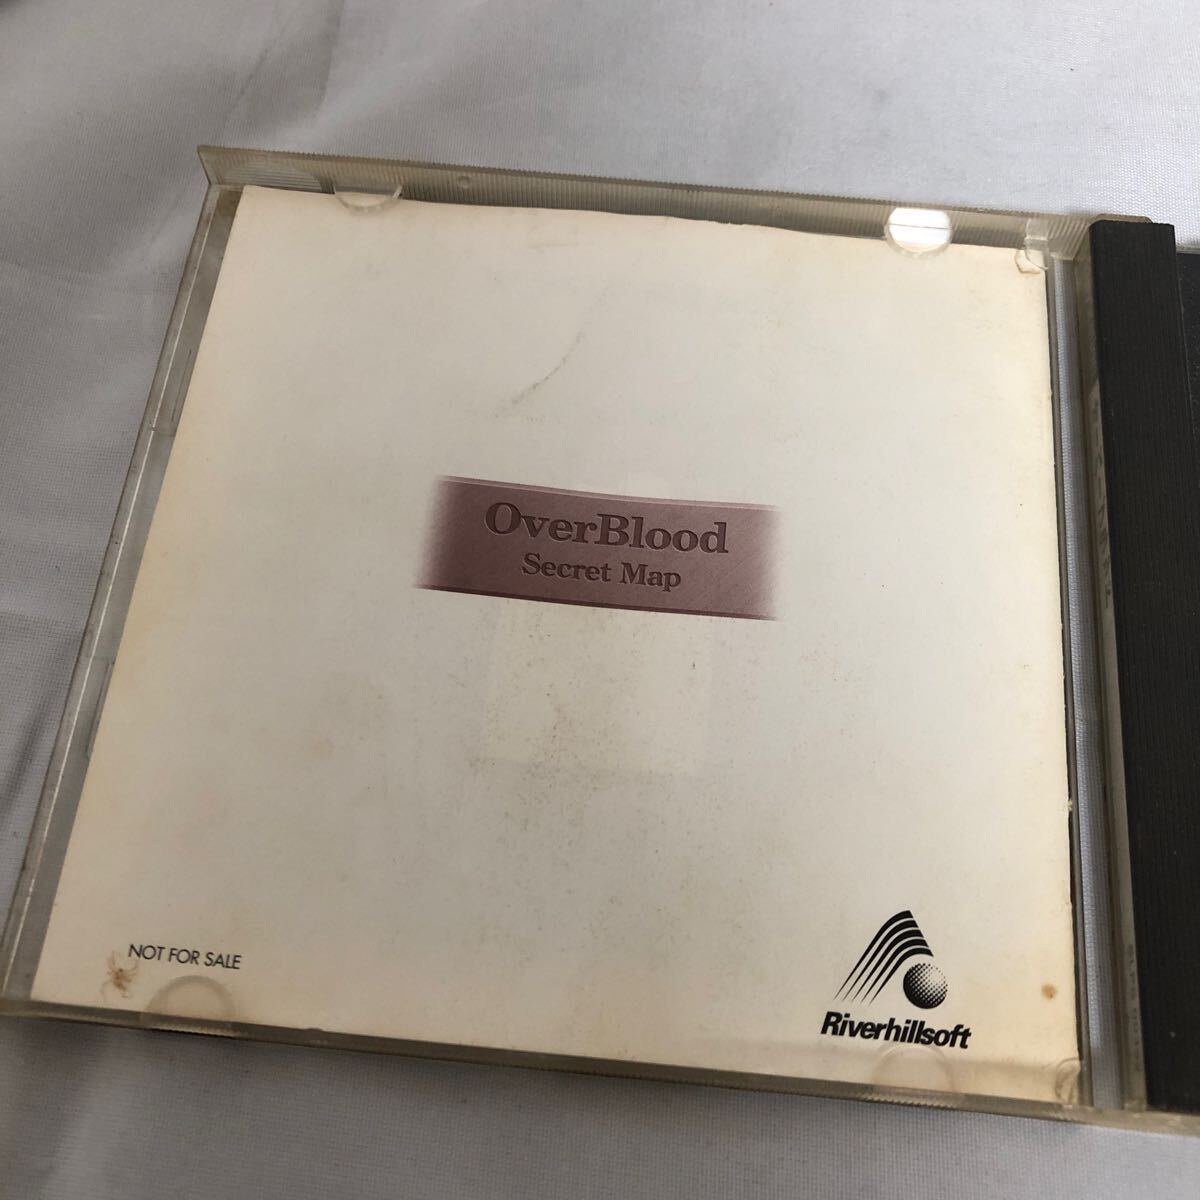 OverBlood
Secret Map
NOT FOR SALE
Riverhillsoft